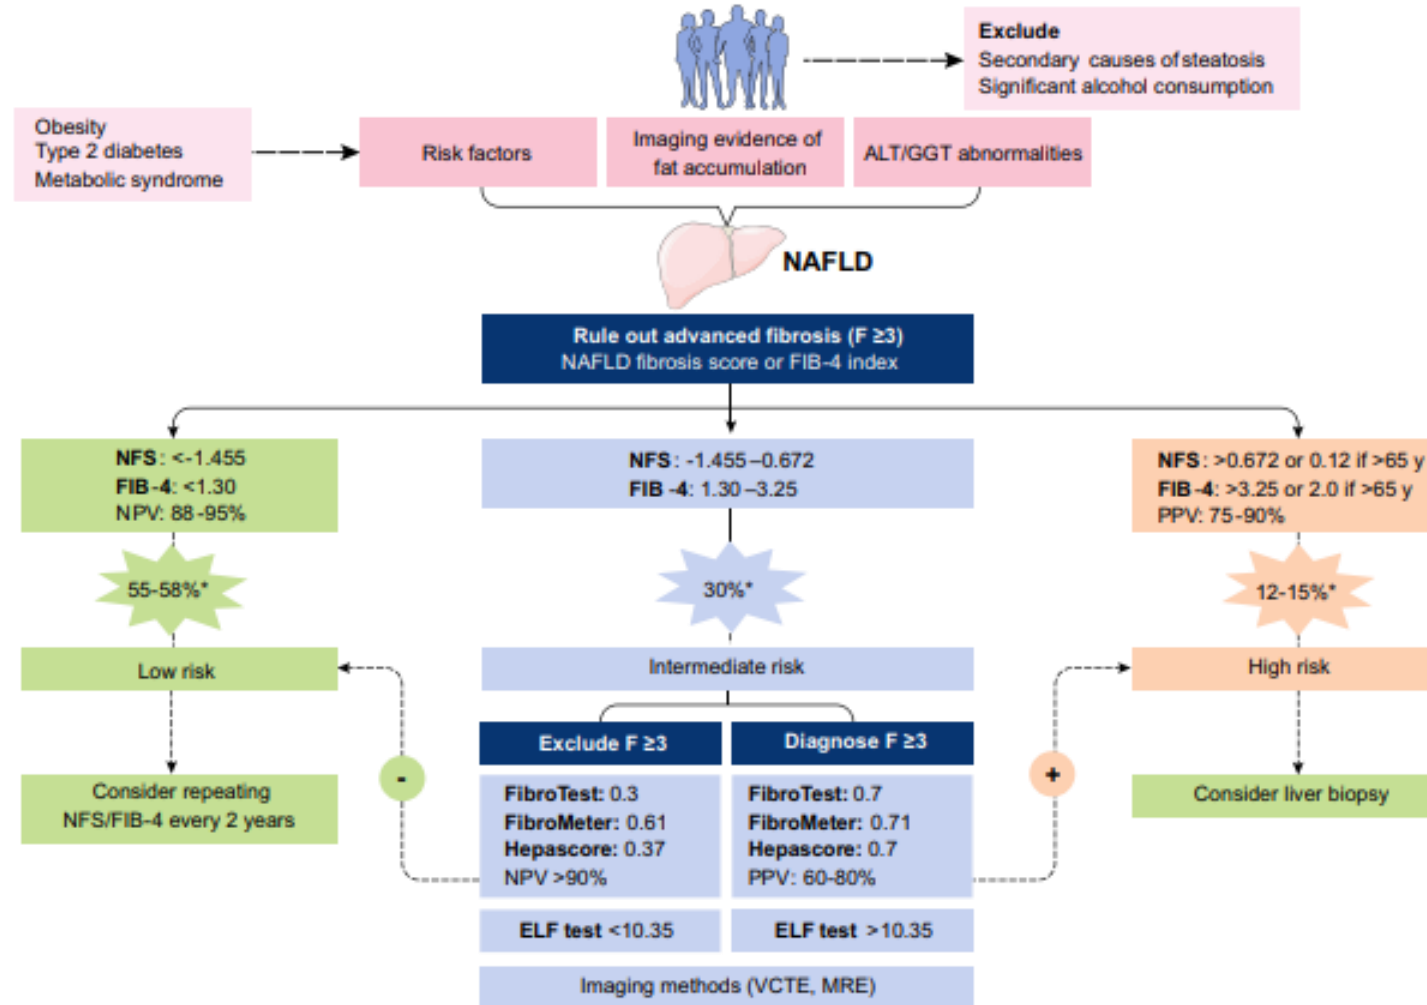 Exclude
Secondary causes of steatosis
Significant alcohol consumption
Obesity
Type 2 diabetes
Metabolic syndrome
Risk factors
Imaging evidence of
fat accumulation
ALT/GGT abnormalities
NAFLD
Rule out advanced fibrosis (F ≥3)
NAFLD fibrosis score or FIB-4 index
NFS: <-1.455
FIB-4: <1.30
NPV: 88-95%
NFS: -1.455–0.672
FIB-4: 1.30–3.25
NFS: >0.672 or 0.12 if >65 y
FIB-4: >3.25 or 2.0 if >65 y
PPV: 75-90%
55-58%*
30%*
12-15%*
Low risk
Intermediate risk
High risk
Exclude F ≥3
Diagnose F ≥3
-
+
Consider repeating
NFS/FIB-4 every 2 years
FibroTest: 0.3
FibroMeter: 0.61
Hepascore: 0.37
NPV >90%
FibroTest: 0.7
FibroMeter: 0.71
Hepascore: 0.7
PPV: 60-80%
Consider liver biopsy
ELF test <10.35
ELF test >10.35
Imaging methods (VCTE, MRE)